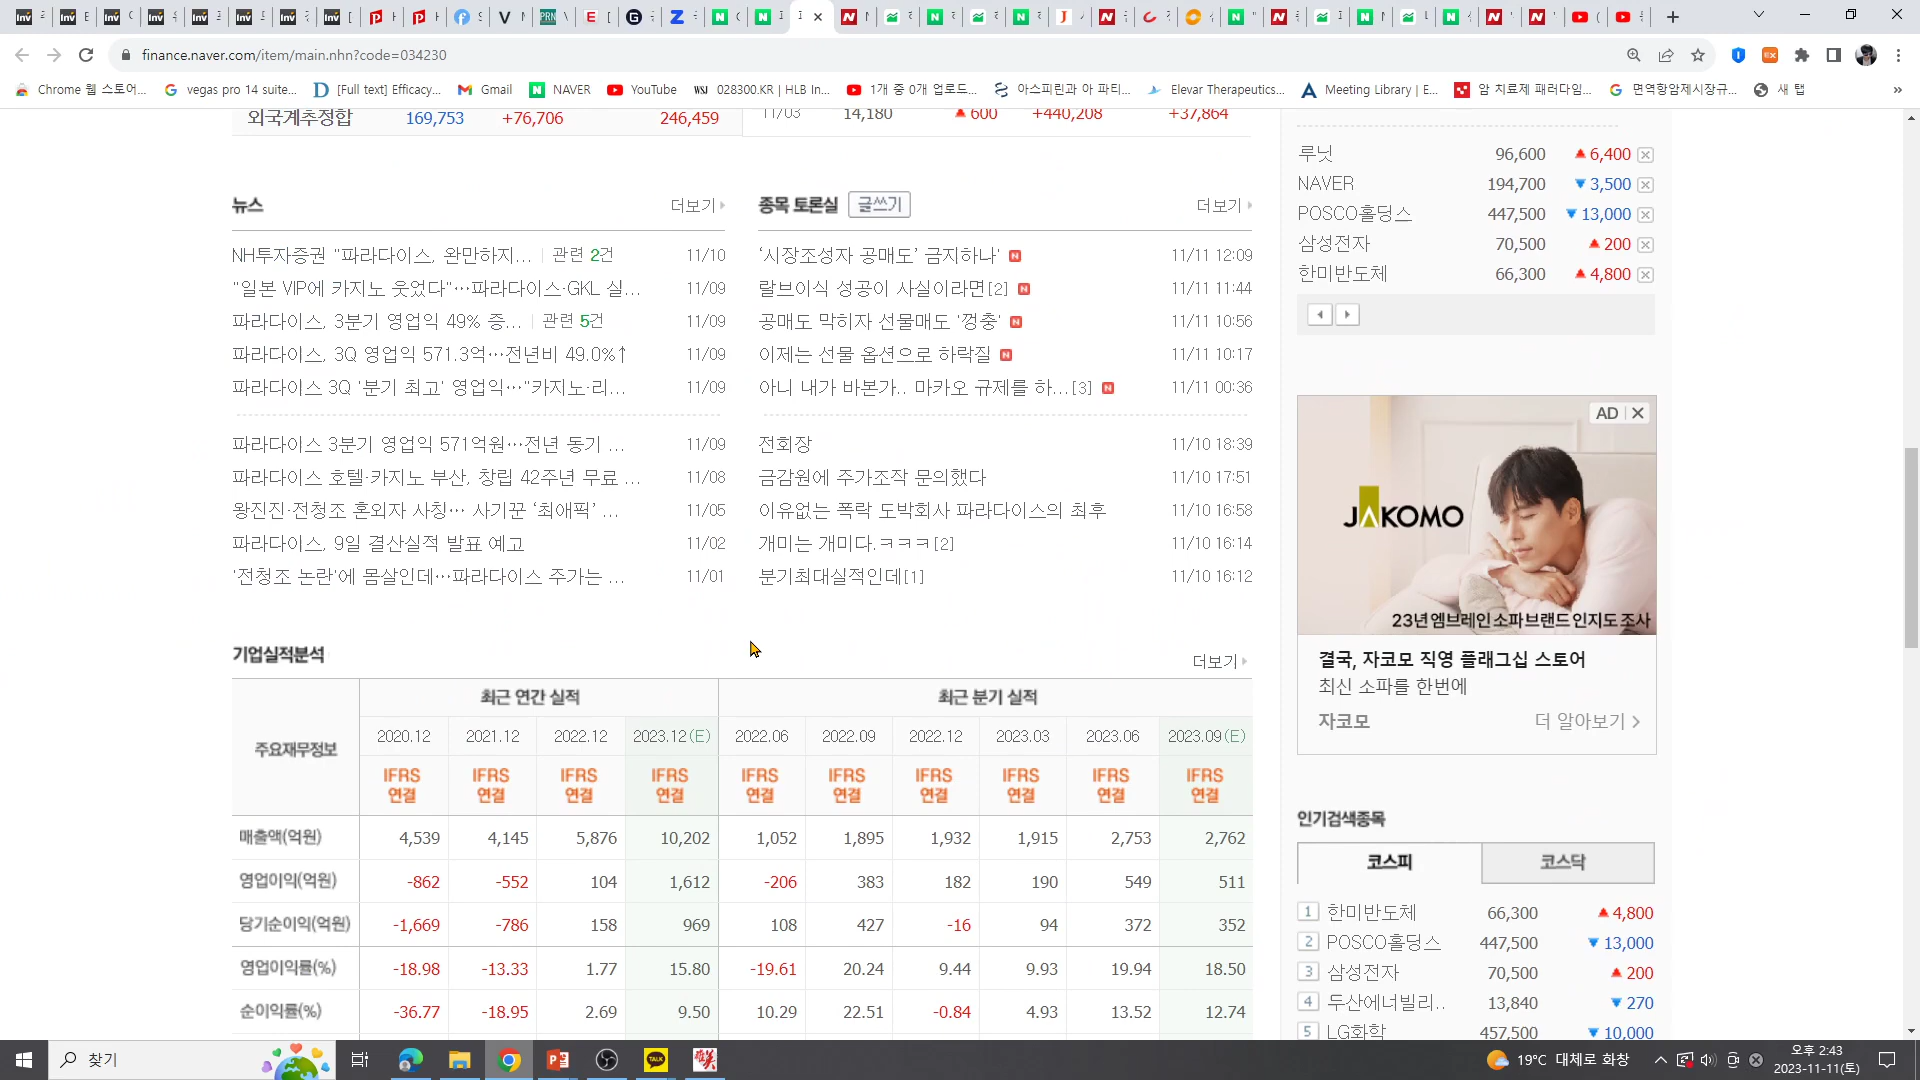 finance.naver.com/item/main.nhn?code=034230
Chrome 웹 스토어...
vegas pro 14 suite...
[Full text] Efficacy...
Gmail
NAVER
YouTube
028300.KR | HLB In...
1개 중 0개 업로드...
아스피린과 아 파티...
Elevar Therapeutics...
Meeting Library | E...
암 치료제 패러다임...
면역항암제시장규...
새 탭
외국계추정합 169,753 +76,706 246,459
11/03 14,180 ▲600 +440,208 +37,864
뉴스 더보기
NH투자증권 "파라다이스, 완만하지... 관련 2건 11/10
"일본 VIP에 카지노 웃었다"…파라다이스·GKL 실... 11/09
파라다이스, 3분기 영업익 49% 증... 관련 5건 11/09
파라다이스, 3Q 영업익 571.3억…전년비 49.0%↑ 11/09
파라다이스 3Q '분기 최고' 영업익…"카지노·리... 11/09
파라다이스 3분기 영업익 571억원…전년 동기 ... 11/09
파라다이스 호텔·카지노 부산, 창립 42주년 무료 ... 11/08
왕진진·전청조 혼외자 사칭… 사기꾼 '최애픽' ... 11/05
파라다이스, 9일 결산실적 발표 예고 11/02
'전청조 논란'에 몸살인데…파라다이스 주가는 ... 11/01
종목 토론실 글쓰기 더보기
'시장조성자 공매도' 금지하나' N 11/11 12:09
랄브이식 성공이 사실이라면[2] N 11/11 11:44
공매도 막히자 선물매도 '껑충' N 11/11 10:56
이제는 선물 옵션으로 하락질 N 11/11 10:17
아니 내가 바본가.. 마카오 규제를 하...[3] N 11/11 00:36
전회장 11/10 18:39
금감원에 주가조작 문의했다 11/10 17:51
이유없는 폭락 도박회사 파라다이스의 최후 11/10 16:58
개미는 개미다.ㅋㅋㅋ[2] 11/10 16:14
분기최대실적인데[1] 11/10 16:12
기업실적분석 더보기
주요재무정보 최근 연간 실적 최근 분기 실적
2020.12 2021.12 2022.12 2023.12(E) 2022.06 2022.09 2022.12 2023.03 2023.06 2023.09(E)
IFRS IFRS IFRS IFRS IFRS IFRS IFRS IFRS IFRS IFRS
연결 연결 연결 연결 연결 연결 연결 연결 연결 연결
매출액(억원) 4,539 4,145 5,876 10,202 1,052 1,895 1,932 1,915 2,753 2,762
영업이익(억원) -862 -552 104 1,612 -206 383 182 190 549 511
당기순이익(억원) -1,669 -786 158 969 108 427 -16 94 372 352
영업이익률(%) -18.98 -13.33 1.77 15.80 -19.61 20.24 9.44 9.93 19.94 18.50
순이익률(%) -36.77 -18.95 2.69 9.50 10.29 22.51 -0.84 4.93 13.52 12.74
루닛 96,600 ▲6,400
NAVER 194,700 ▼3,500
POSCO홀딩스 447,500 ▼13,000
삼성전자 70,500 ▲200
한미반도체 66,300 ▲4,800
AD
JAKOMO
23년 엠브레인 소파 브랜드 인지도 조사
결국, 자코모 직영 플래그십 스토어
최신 소파를 한번에
자코모 더 알아보기
인기검색종목
코스피 코스닥
1 한미반도체 66,300 ▲4,800
2 POSCO홀딩스 447,500 ▼13,000
3 삼성전자 70,500 ▲200
4 두산에너빌리.. 13,840 ▼270
5 LG화학 457,500 ▼10,000
찾기
TALK
19°C 대체로 화창
오후 2:43
2023-11-11(토)